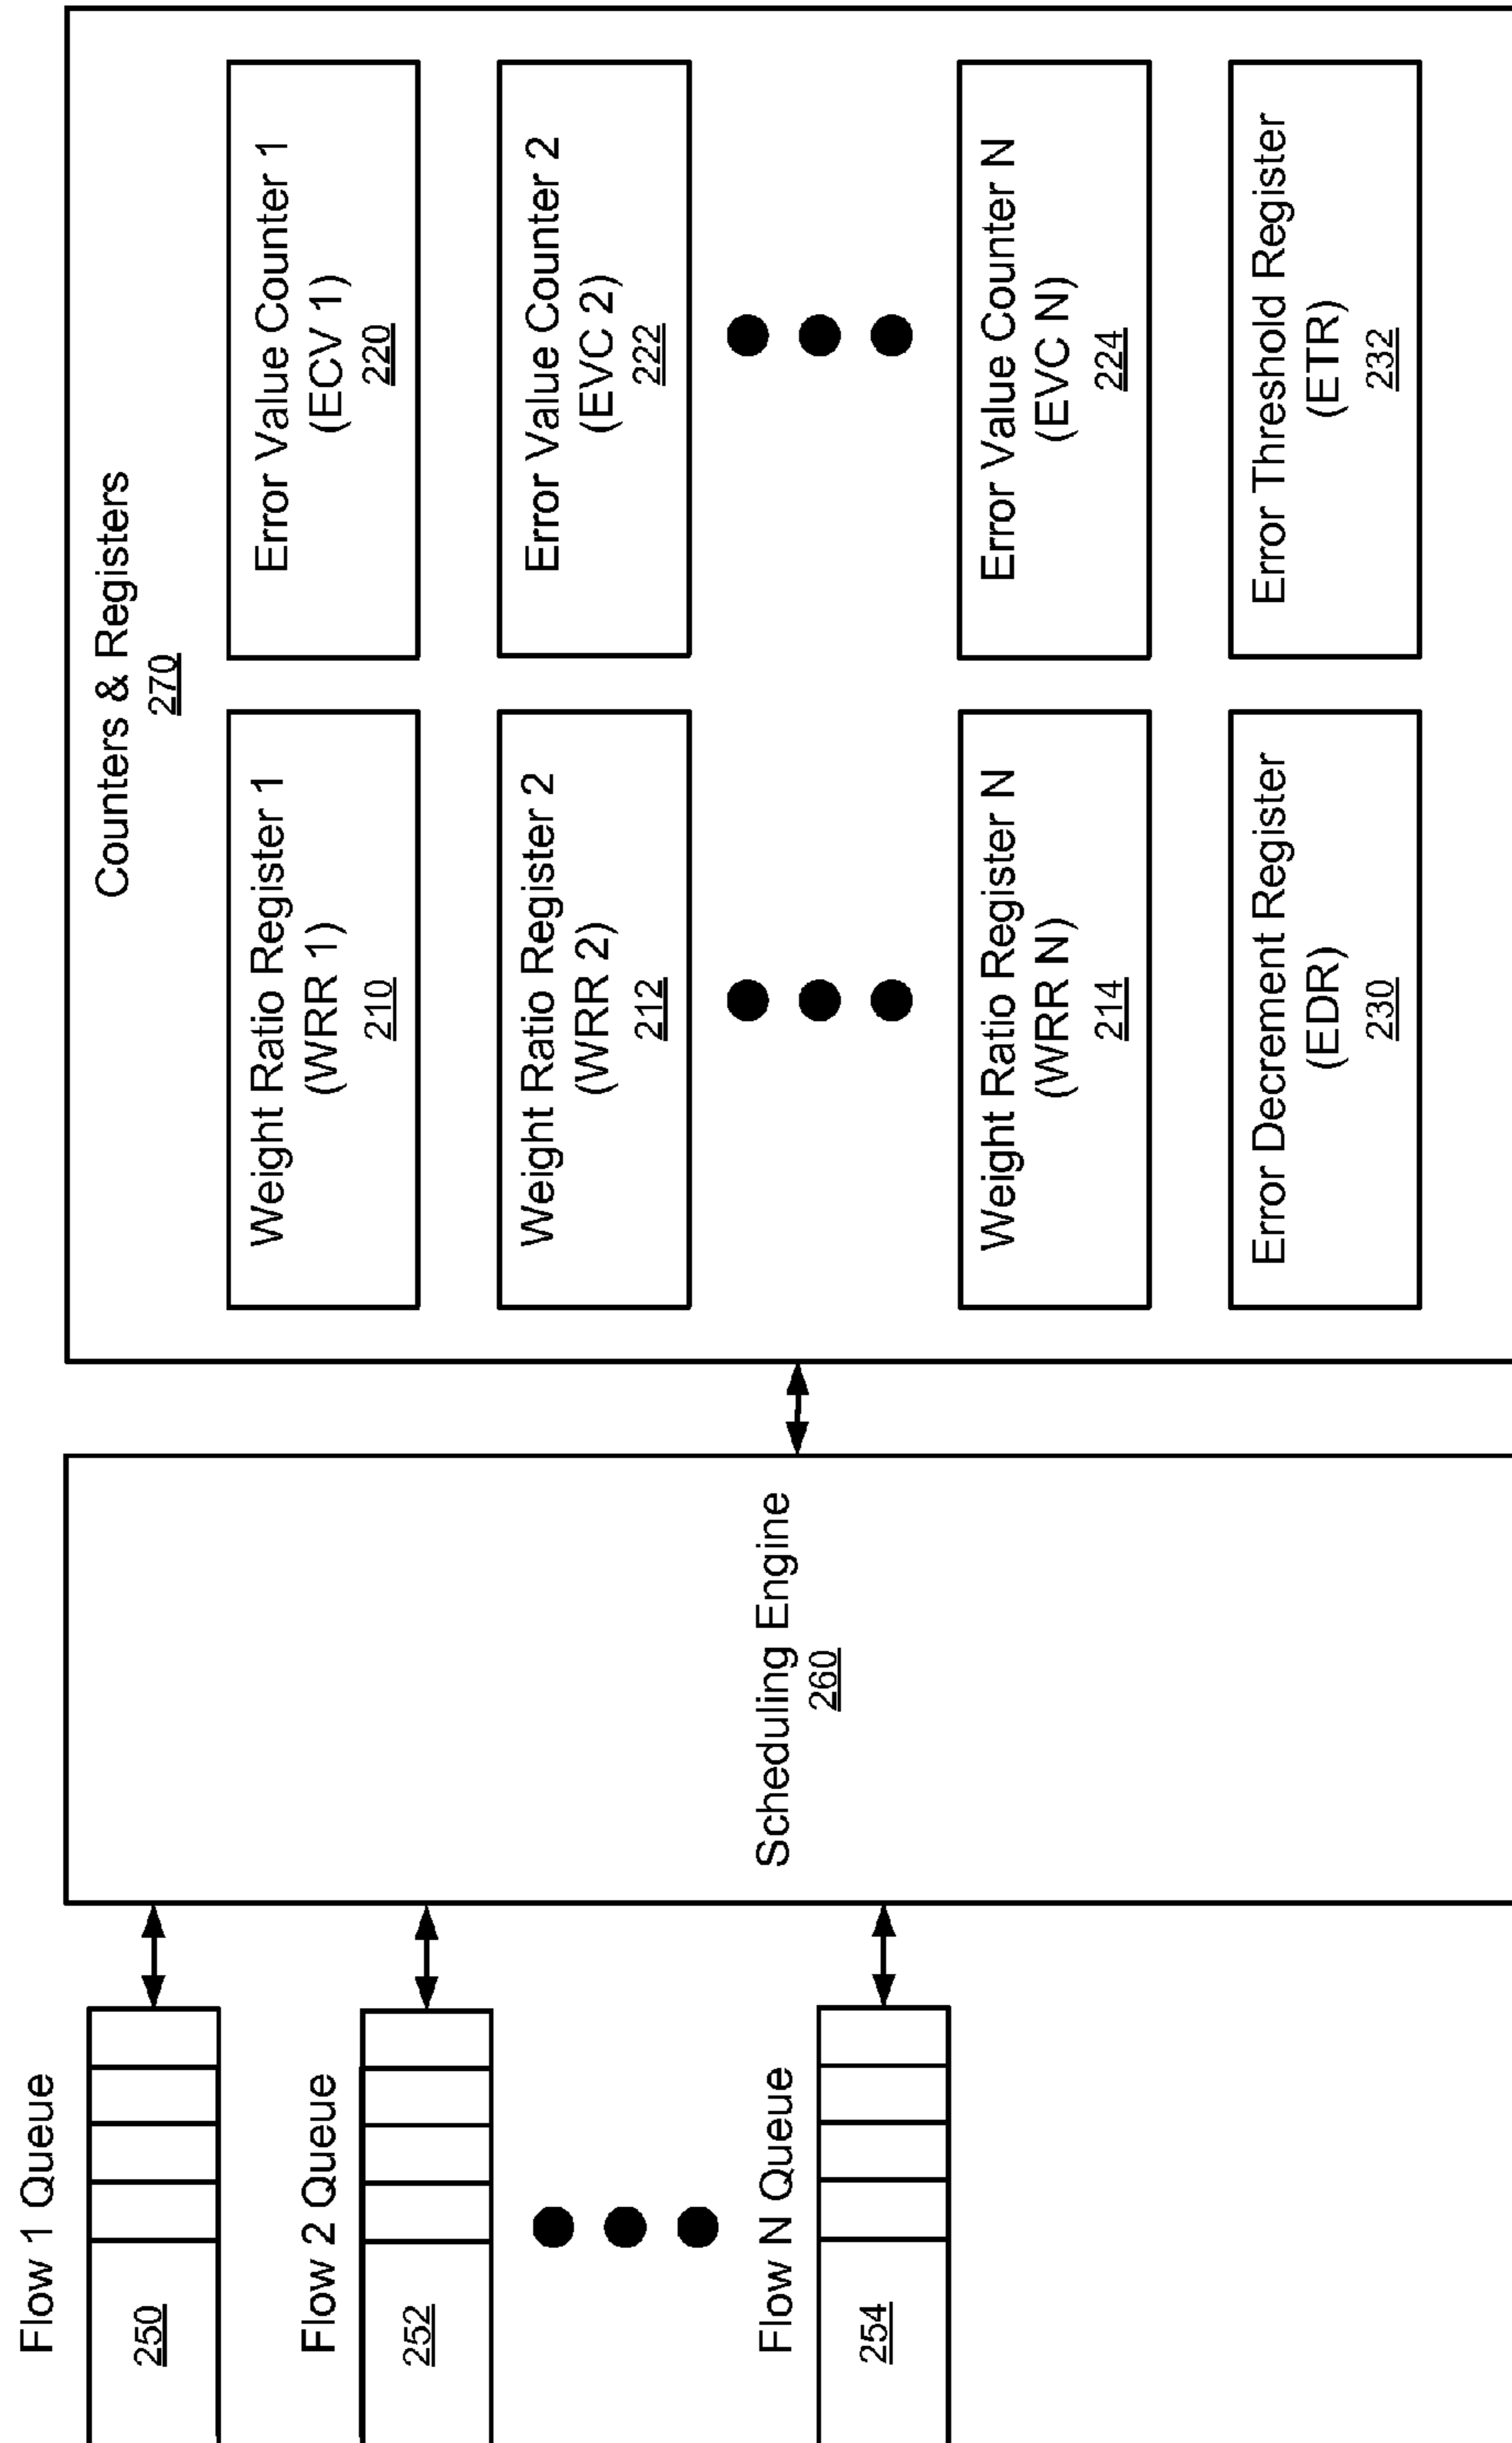 Flow 1 Queue
250
Flow 2 Queue
252
Flow N Queue
254
Scheduling Engine
260
Counters & Registers
270
Weight Ratio Register 1
(WRR 1)
210
Error Value Counter 1
(ECV 1)
220
Weight Ratio Register 2
(WRR 2)
212
Error Value Counter 2
(EVC 2)
222
Weight Ratio Register N
(WRR N)
214
Error Value Counter N
(EVC N)
224
Error Decrement Register
(EDR)
230
Error Threshold Register
(ETR)
232